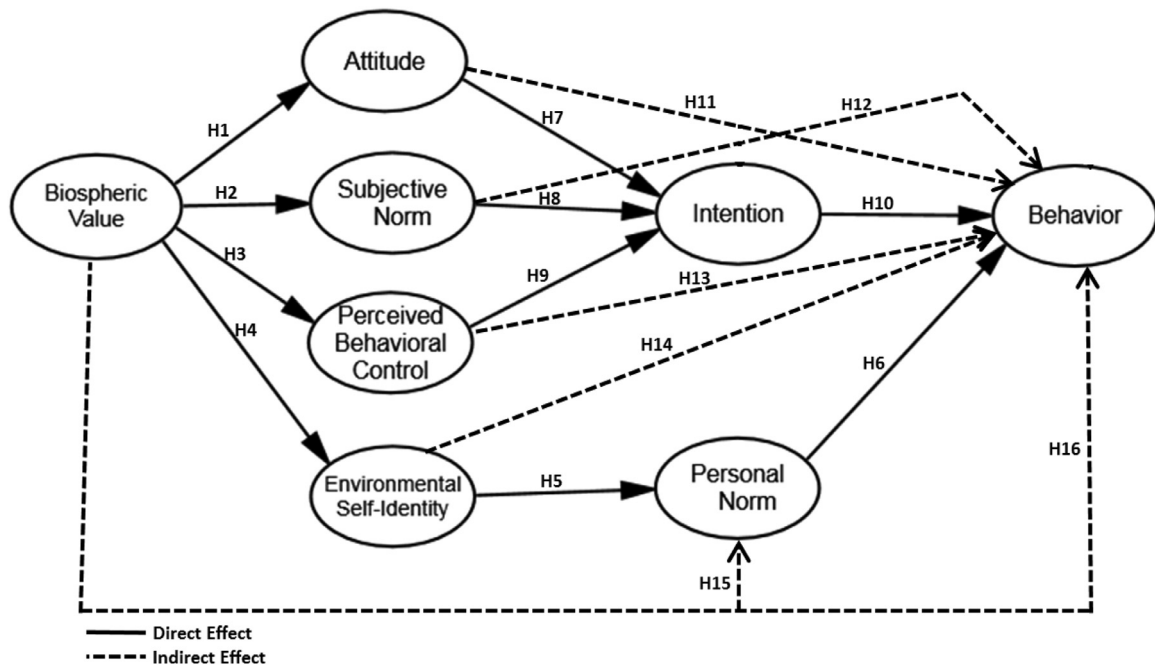 Attitude
H11
H12
H7
H1
Biospheric
Value
H2
Subjective
Norm
H8
Intention
H10
Behavior
H3
H9
H13
H4
Perceived
Behavioral
Control
H14
H6
Environmental
Self-Identity
H5
Personal
Norm
H16
H15
Direct Effect
Indirect Effect